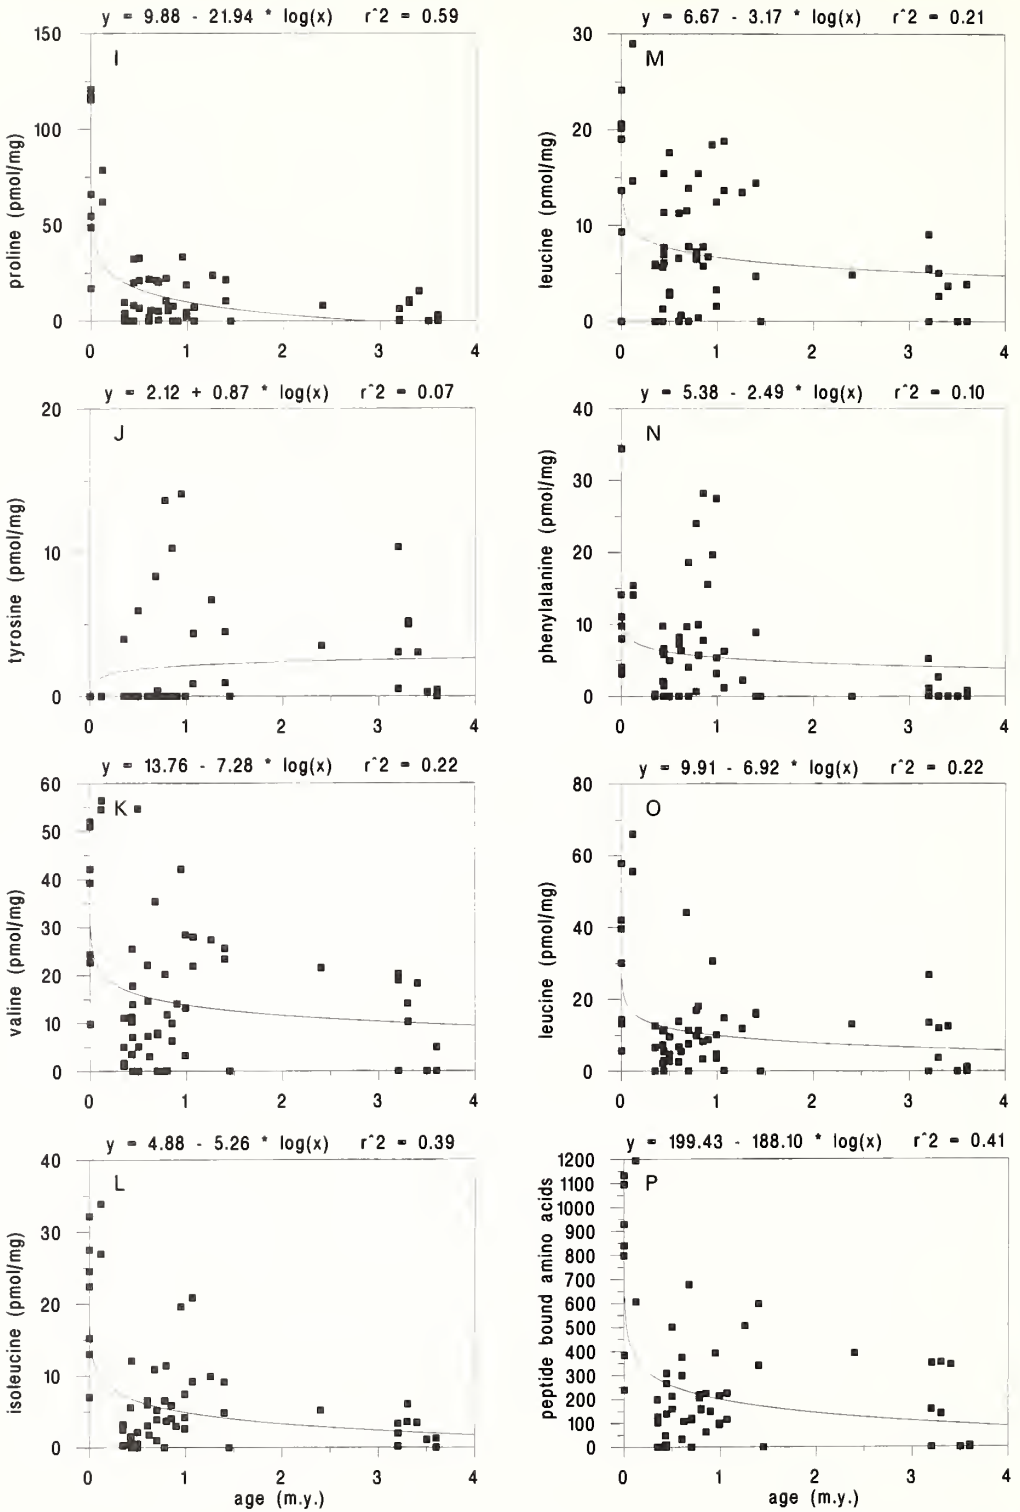 y = 9.88 - 21.94 * log(x) r^2 = 0.59
I
proline (pmol/mg)
150
100
50
0
0 1 2 3 4
y = 6.67 - 3.17 * log(x) r^2 = 0.21
M
leucine (pmol/mg)
30
20
10
0
0 1 2 3 4
y = 2.12 + 0.87 * log(x) r^2 = 0.07
J
tyrosine (pmol/mg)
20
10
0
0 1 2 3 4
y = 5.38 - 2.49 * log(x) r^2 = 0.10
N
phenylalanine (pmol/mg)
40
30
20
10
0
0 1 2 3 4
y = 13.76 - 7.28 * log(x) r^2 = 0.22
K
valine (pmol/mg)
60
50
40
30
20
10
0
0 1 2 3 4
y = 9.91 - 6.92 * log(x) r^2 = 0.22
O
leucine (pmol/mg)
80
60
40
20
0
0 1 2 3 4
y = 4.88 - 5.26 * log(x) r^2 = 0.39
L
isoleucine (pmol/mg)
40
30
20
10
0
0 1 2 3 4
age (m.y.)
y = 199.43 - 188.10 * log(x) r^2 = 0.41
P
peptide bound amino acids
1200
1100
1000
900
800
700
600
500
400
300
200
100
0
0 1 2 3 4
age (m.y.)